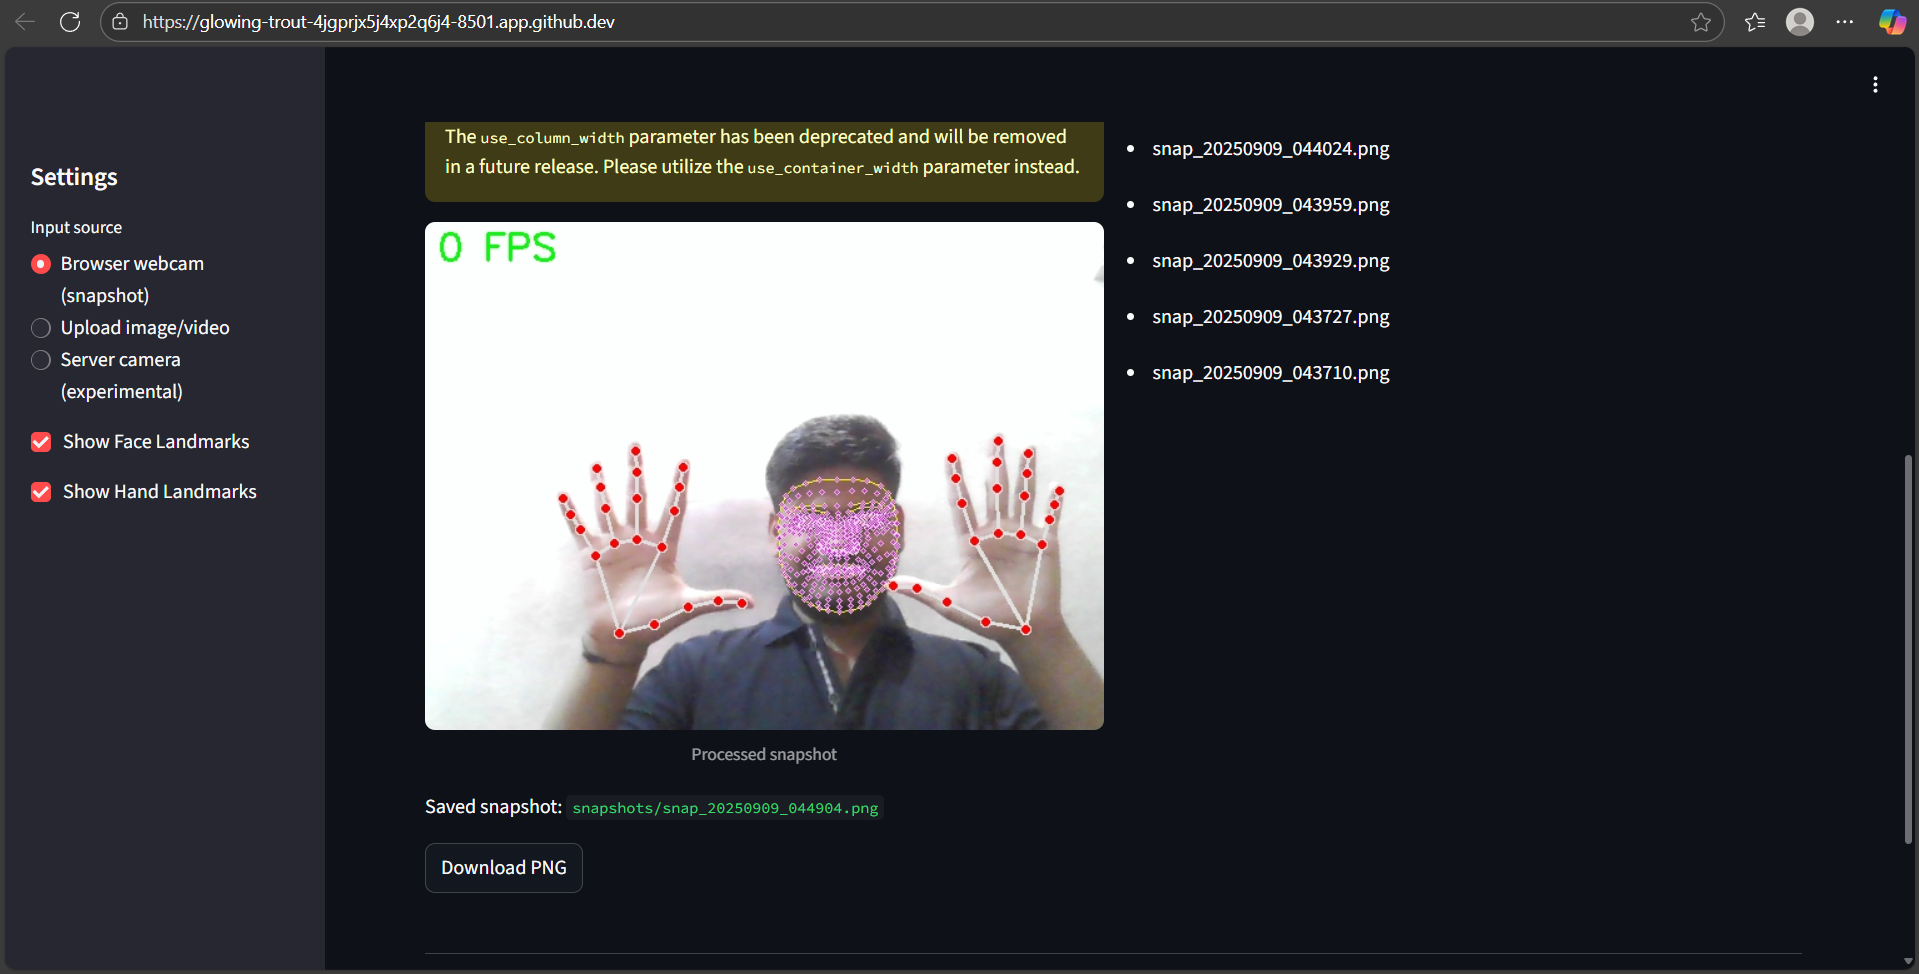 https://glowing-trout-4jgprjx5j4xp2q6j4-8501.app.github.dev
Settings
Input source
Browser webcam
(snapshot)
Upload image/video
Server camera
(experimental)
Show Face Landmarks
Show Hand Landmarks
The use_column_width parameter has been deprecated and will be removed
in a future release. Please utilize the use_container_width parameter instead.
0 FPS
Processed snapshot
Saved snapshot: snapshots/snap_20250909_044904.png
Download PNG
snap_20250909_044024.png
snap_20250909_043959.png
snap_20250909_043929.png
snap_20250909_043727.png
snap_20250909_043710.png